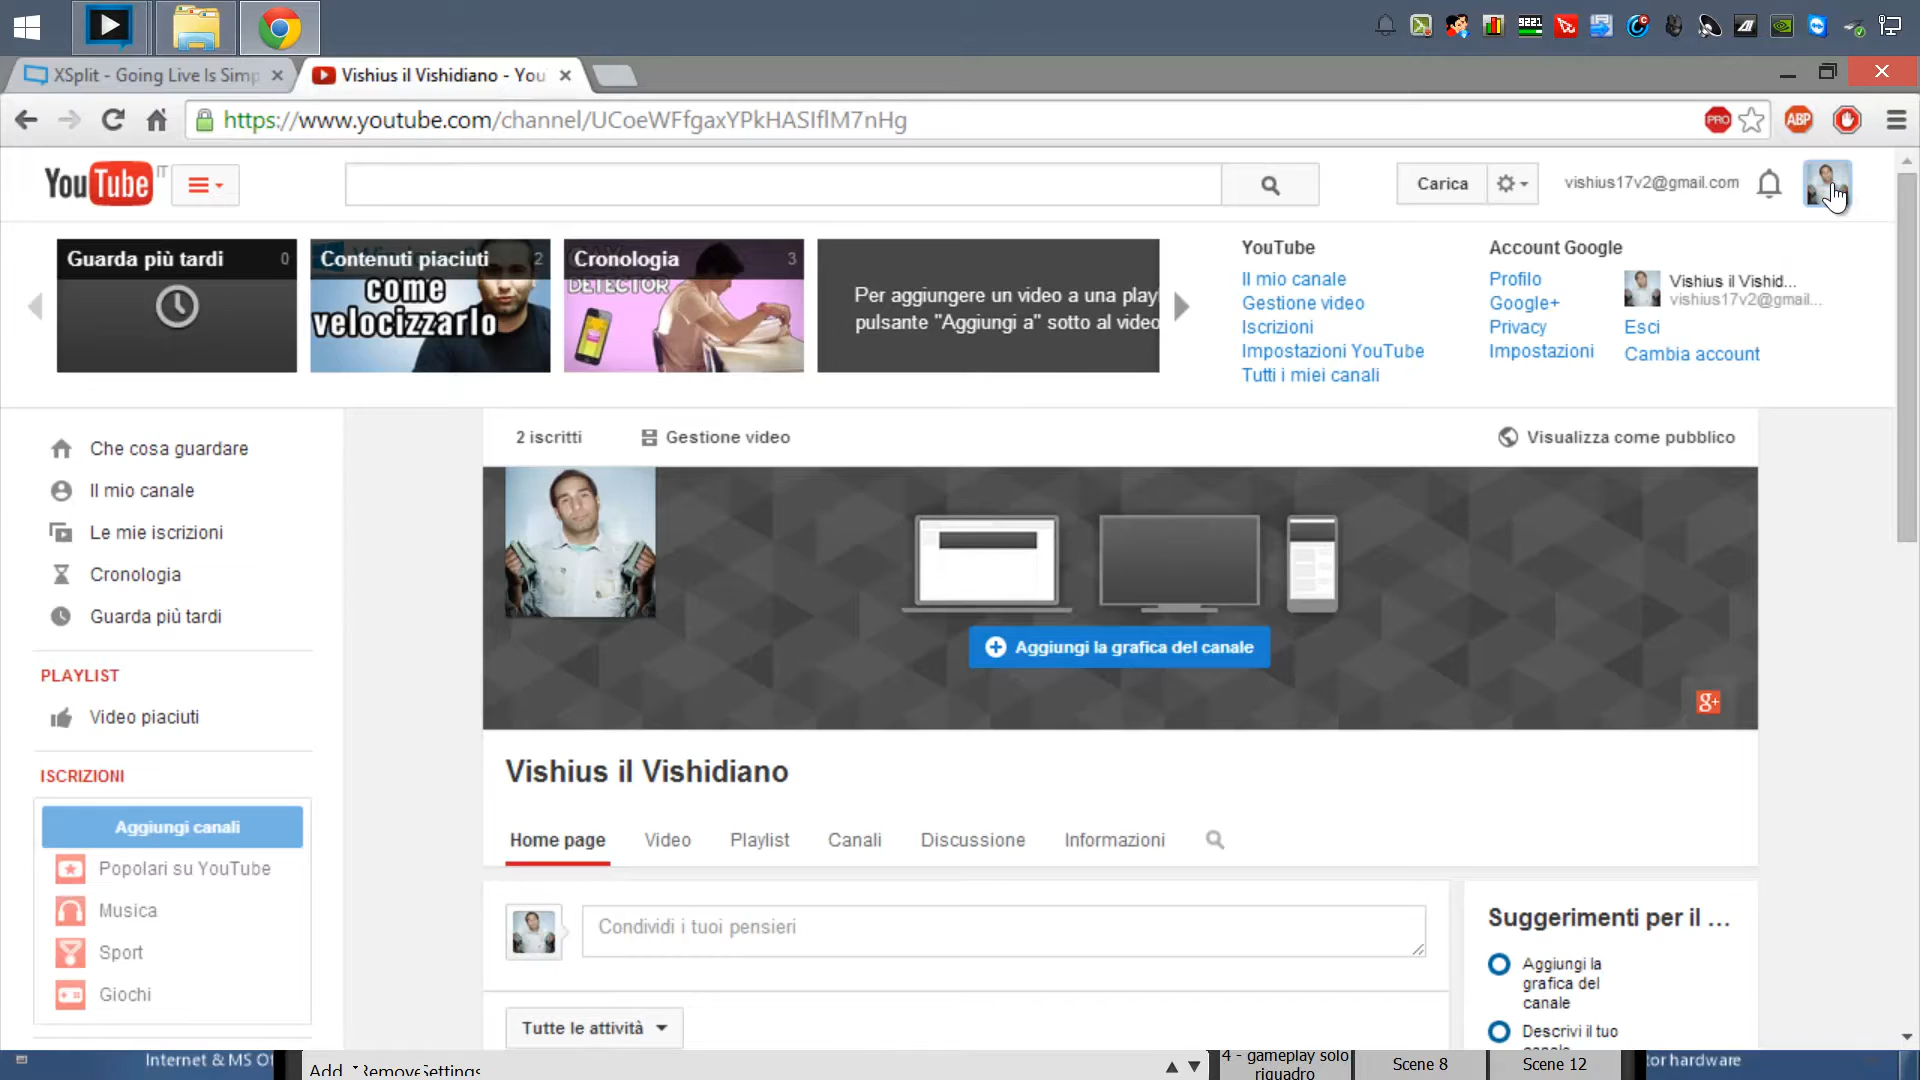 9221
XSplit - Going Live Is Simp
Vishius il Vishidiano - You
https://www.youtube.com/channel/UCoeWFfgaxYPkHASIflM7nHg
PRO
ABP
YouTube IT
Carica
vishius17v2@gmail.com
Guarda più tardi 0
Contenuti piaciuti 2
come
velocizzarlo
Cronologia 3
DETECTOR
Per aggiungere un video a una play
pulsante "Aggiungi a" sotto al video
YouTube
Il mio canale
Gestione video
Iscrizioni
Impostazioni YouTube
Tutti i miei canali
Account Google
Profilo
Google+
Privacy
Impostazioni
Vishius il Vishid...
vishius17v2@gmail...
Esci
Cambia account
Che cosa guardare
Il mio canale
Le mie iscrizioni
Cronologia
Guarda più tardi
PLAYLIST
Video piaciuti
ISCRIZIONI
Aggiungi canali
Popolari su YouTube
Musica
Sport
Giochi
2 iscritti
Gestione video
Visualizza come pubblico
Aggiungi la grafica del canale
g+
Vishius il Vishidiano
Home page
Video
Playlist
Canali
Discussione
Informazioni
Condividi i tuoi pensieri
Tutte le attività
Suggerimenti per il ...
Aggiungi la
grafica del
canale
Descrivi il tuo
Internet & MS Of
Add
Remove
Settings
4 - gameplay solo
riquadro
Scene 8
Scene 12
tor hardware